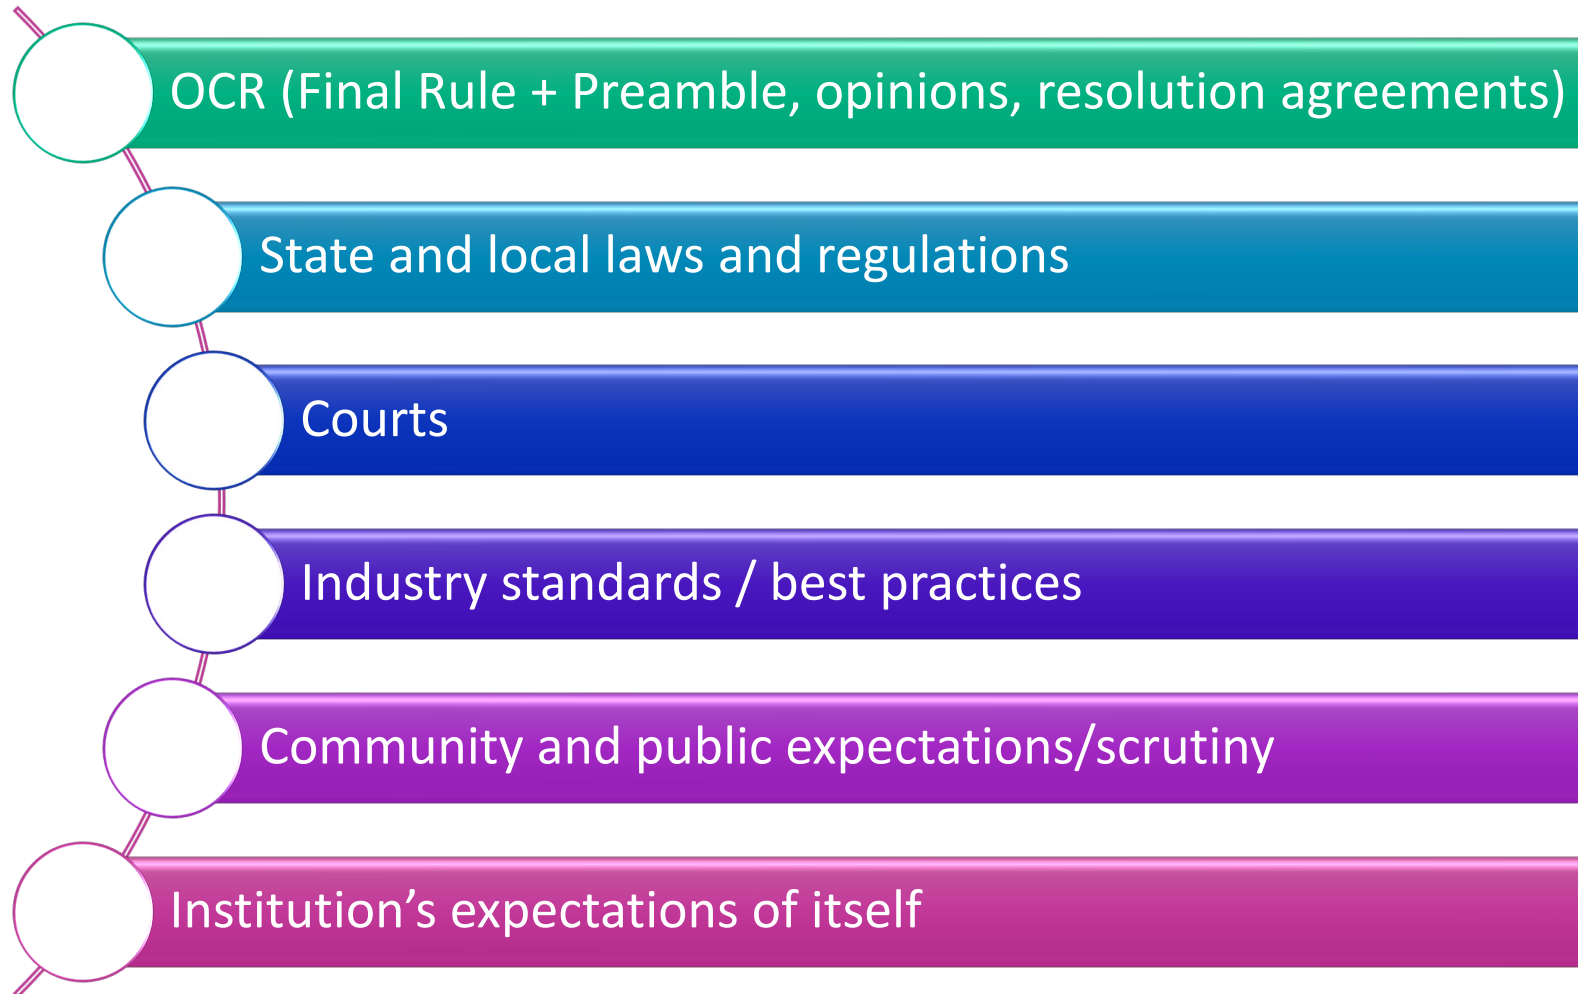 OCR (Final Rule + Preamble, opinions, resolution agreements)
State and local laws and regulations
Courts
Industry standards / best practices
Community and public expectations/scrutiny
Institution’s expectations of itself